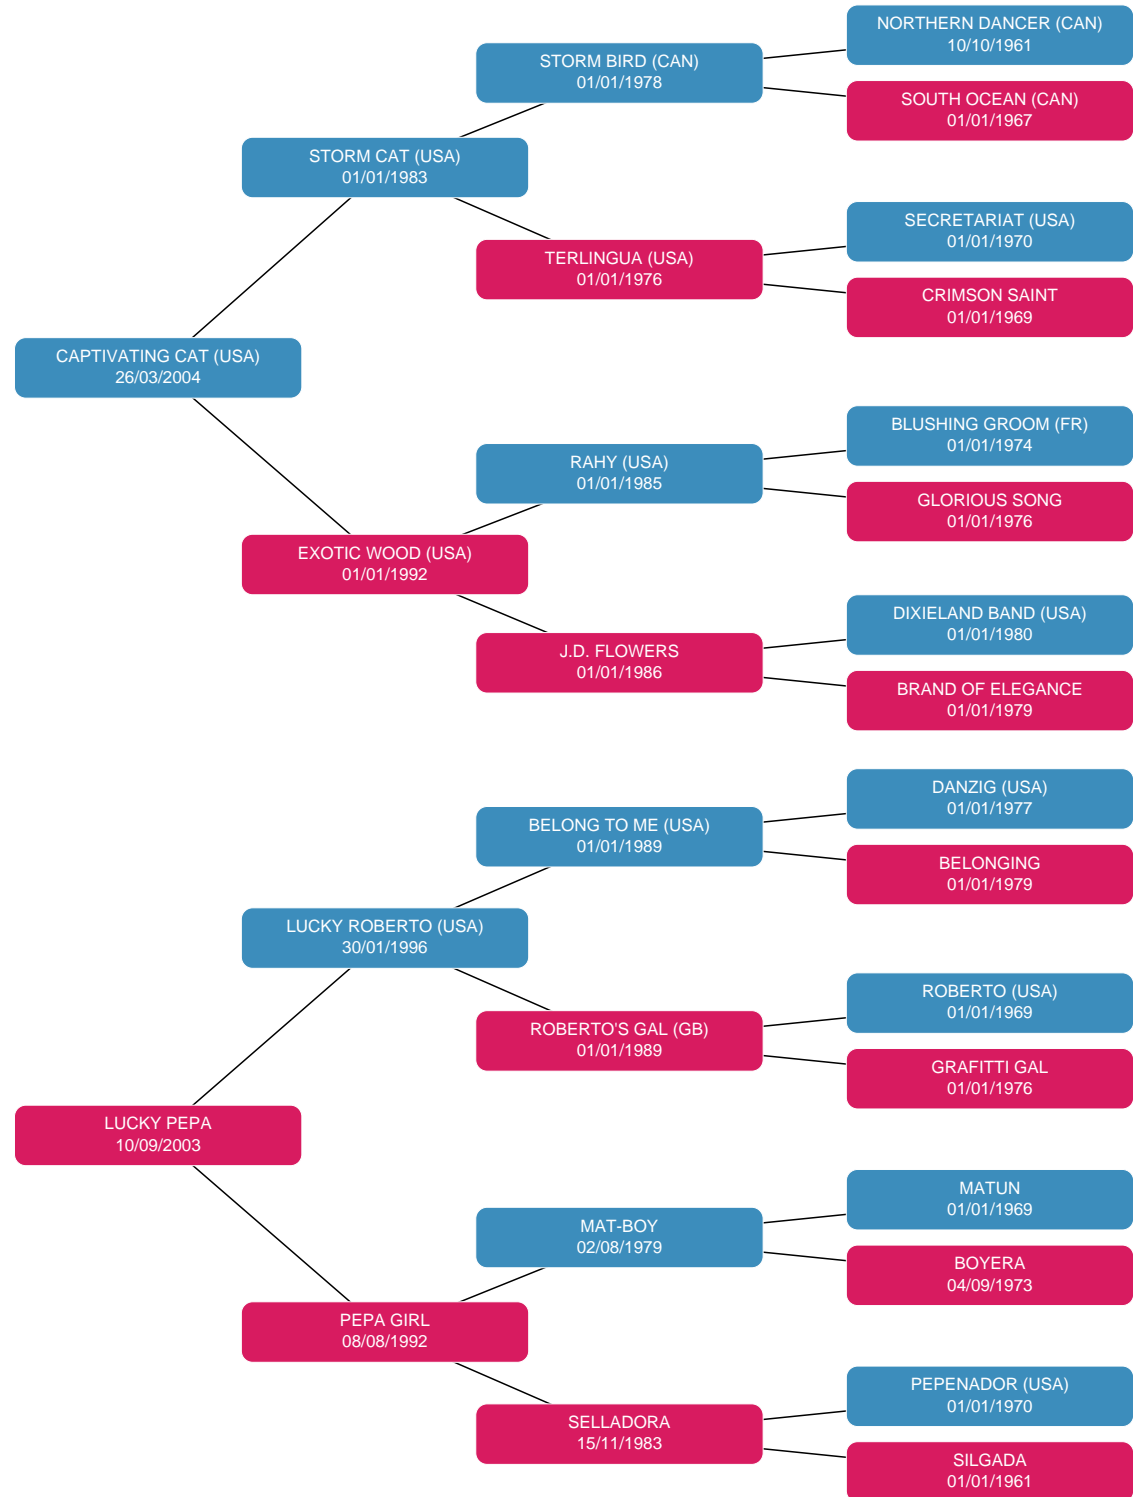 NORTHERN DANCER (CAN)
10/10/1961
STORM BIRD (CAN)
01/01/1978
SOUTH OCEAN (CAN)
01/01/1967
STORM CAT (USA)
01/01/1983
SECRETARIAT (USA)
01/01/1970
TERLINGUA (USA)
01/01/1976
CRIMSON SAINT
01/01/1969
CAPTIVATING CAT (USA)
26/03/2004
BLUSHING GROOM (FR)
01/01/1974
RAHY (USA)
01/01/1985
GLORIOUS SONG
01/01/1976
EXOTIC WOOD (USA)
01/01/1992
DIXIELAND BAND (USA)
01/01/1980
J.D. FLOWERS
01/01/1986
BRAND OF ELEGANCE
01/01/1979
DANZIG (USA)
01/01/1977
BELONG TO ME (USA)
01/01/1989
BELONGING
01/01/1979
LUCKY ROBERTO (USA)
30/01/1996
ROBERTO (USA)
01/01/1969
ROBERTO'S GAL (GB)
01/01/1989
GRAFITTI GAL
01/01/1976
LUCKY PEPA
10/09/2003
MATUN
01/01/1969
MAT-BOY
02/08/1979
BOYERA
04/09/1973
PEPA GIRL
08/08/1992
PEPENADOR (USA)
01/01/1970
SELLADORA
15/11/1983
SILGADA
01/01/1961